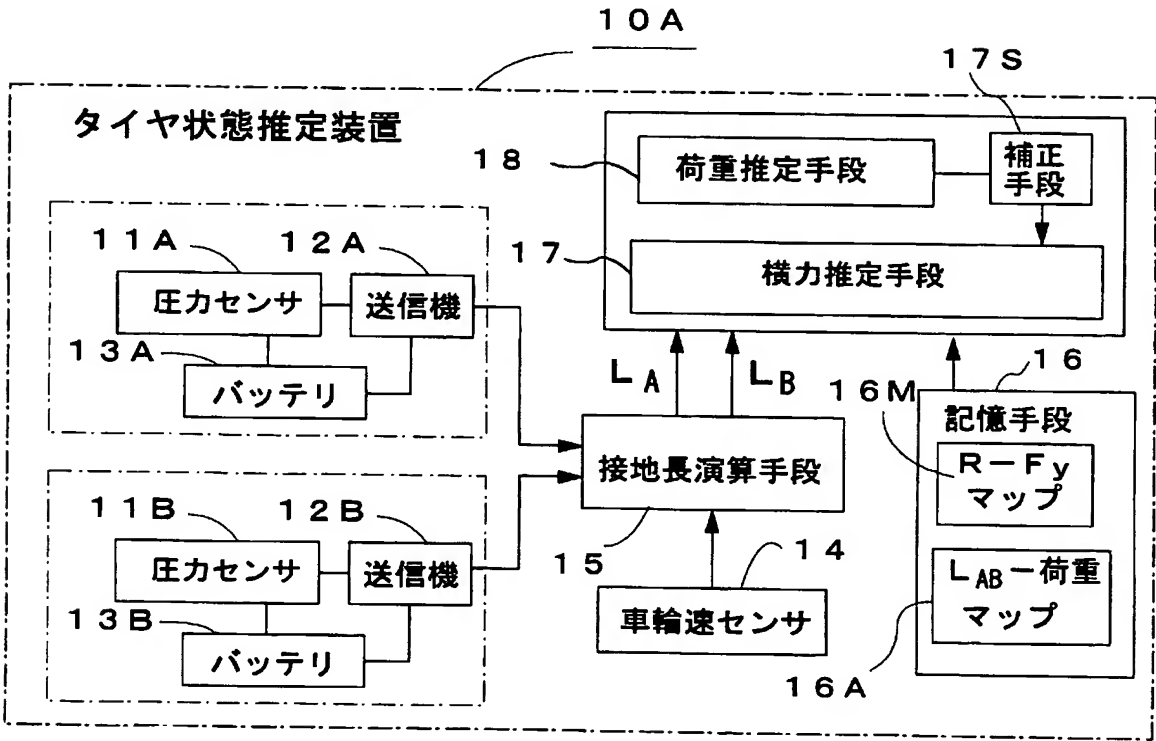 10A
17S
タイヤ状態推定装置
18
荷重推定手段
補正
手段
17
横力推定手段
11A
12A
圧力センサ
送信機
13A
バッテリ
LA
LB
16
16M
記憶手段
R－Fy
マップ
接地長演算手段
11B
12B
圧力センサ
送信機
13B
バッテリ
15
14
車輪速センサ
LAB－荷重
マップ
16A